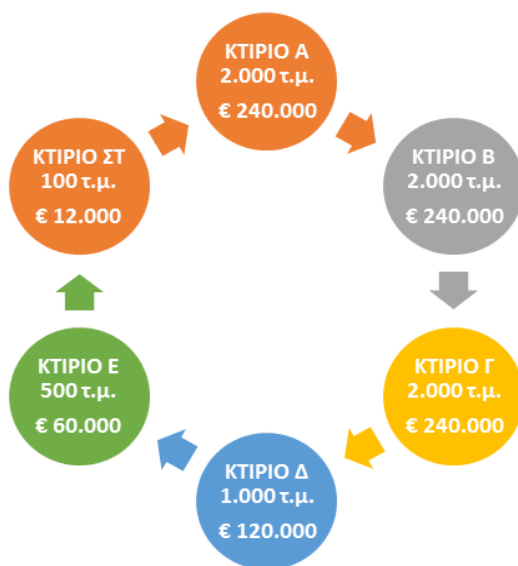 ΚΤΙΡΙΟ Α
2.000 τ.μ.
€ 240.000
ΚΤΙΡΙΟ Β
2.000 τ.μ.
€ 240.000
ΚΤΙΡΙΟ Γ
2.000 τ.μ.
€ 240.000
ΚΤΙΡΙΟ Δ
1.000 τ.μ.
€ 120.000
ΚΤΙΡΙΟ Ε
500 τ.μ.
€ 60.000
ΚΤΙΡΙΟ ΣΤ
100 τ.μ.
€ 12.000